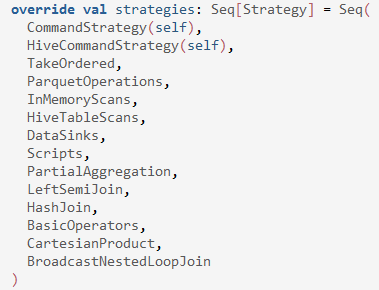 override val strategies: Seq[Strategy] = Seq(
CommandStrategy(self),
HiveCommandStrategy(self),
TakeOrdered,
ParquetOperations,
InMemoryScans,
HiveTableScans,
DataSinks,
Scripts,
PartialAggregation,
LeftSemiJoin,
HashJoin,
BasicOperators,
CartesianProduct,
BroadcastNestedLoopJoin
)